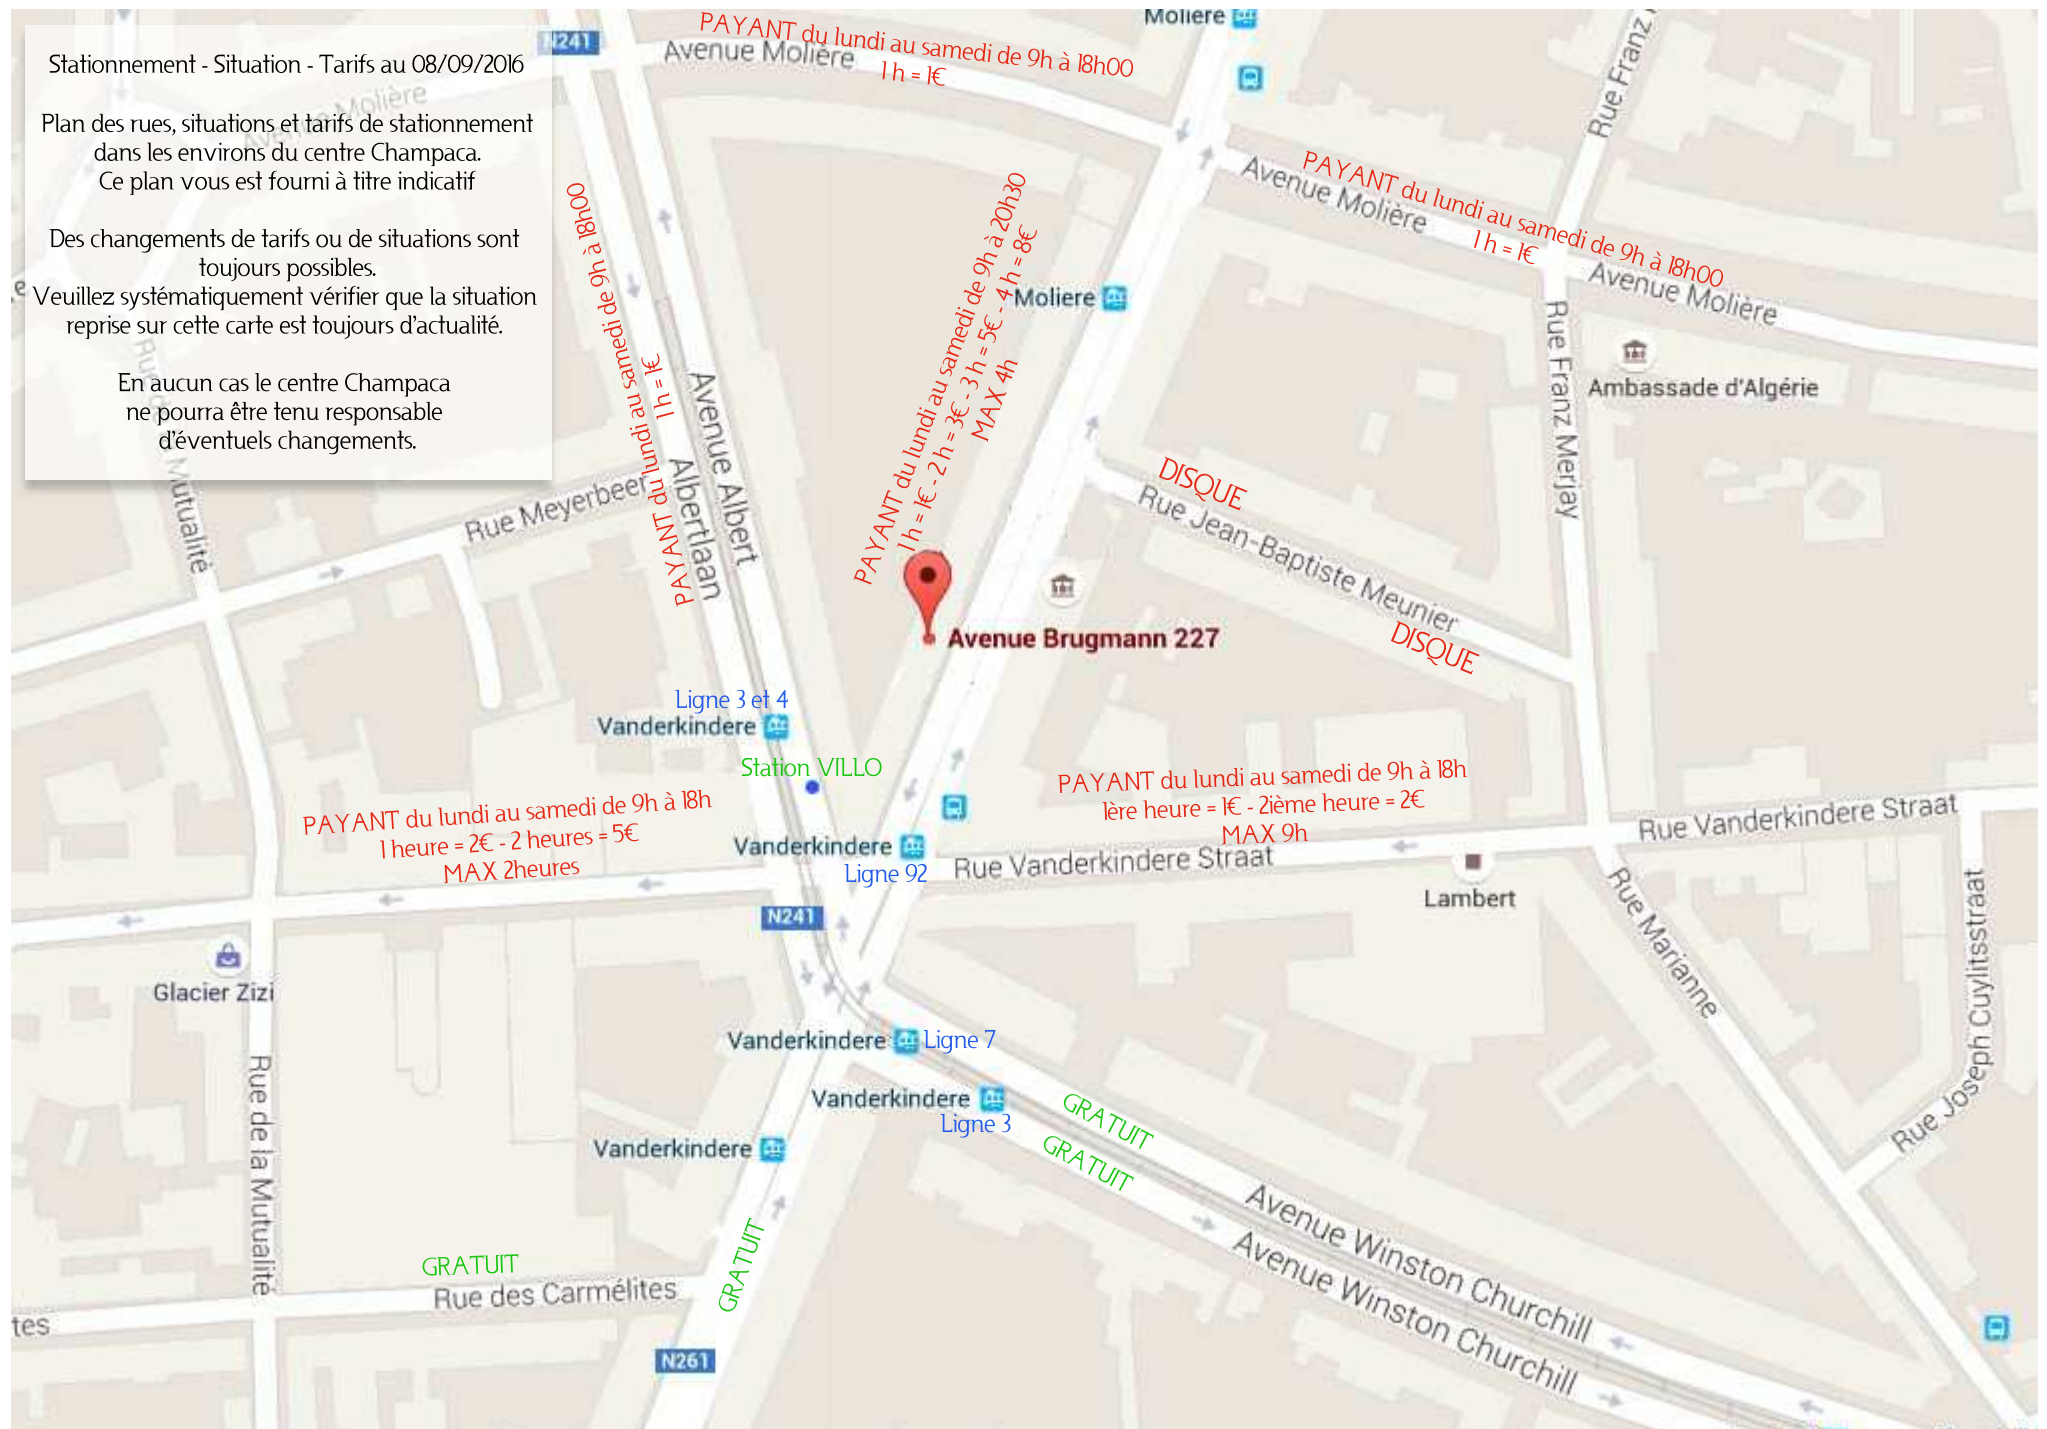 Stationnement - Situation - Tarifs au 08/09/2016
Plan des rues, situations et tarifs de stationnement
dans les environs du centre Champaca.
Ce plan vous est fourni à titre indicatif
Des changements de tarifs ou de situations sont
toujours possibles.
Veuillez systématiquement vérifier que la situation
reprise sur cette carte est toujours d'actualité.
En aucun cas le centre Champaca
ne pourra être tenu responsable
d'éventuels changements.
Avenue Molière
N241
PAYANT du lundi au samedi de 9h à 18h00
1 h = 1€
Avenue Molière
Moliere
Rue Franz
PAYANT du lundi au samedi de 9h à 18h00
1 h = 1€
Avenue Molière
Avenue Molière
PAYANT du lundi au samedi de 9h à 18h00
1 h = 1€
Avenue Albert
Albertlaan
PAYANT du lundi au samedi de 9h à 20h30
1 h = 1€ - 2 h = 3€ - 3 h = 5€ - 4 h = 8€
MAX 4h
Moliere
Rue Franz Merjay
Ambassade d'Algérie
Mutualité
Rue Meyerbeer
DISQUE
Rue Jean-Baptiste Meunier
DISQUE
Avenue Brugmann 227
Ligne 3 et 4
Vanderkindere
Station VILLO
PAYANT du lundi au samedi de 9h à 18h
1 heure = 2€ - 2 heures = 5€
MAX 2heures
PAYANT du lundi au samedi de 9h à 18h
1ère heure = 1€ - 2ième heure = 2€
MAX 9h
Vanderkindere
Ligne 92
Rue Vanderkindere Straat
Rue Vanderkindere Straat
Lambert
N241
Glacier Zizi
Rue Marianne
Rue Joseph Cuylitsstraat
Vanderkindere
Ligne 7
Vanderkindere
Ligne 3
Vanderkindere
GRATUIT
GRATUIT
Rue de la Mutualité
Avenue Winston Churchill
Avenue Winston Churchill
GRATUIT
Rue des Carmélites
GRATUIT
tes
N261